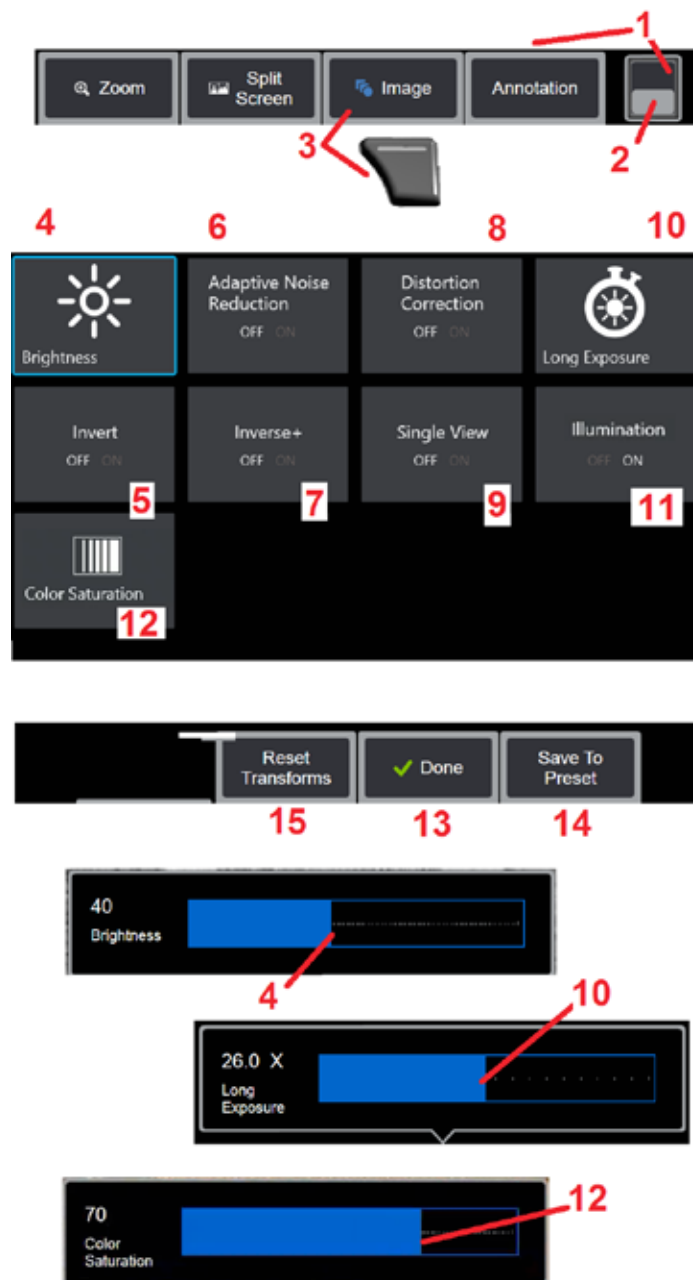 1
Zoom
Split
Screen
Image
Annotation
3
2
4
6
8
10
Brightness
Adaptive Noise
Reduction
OFF ON
Distortion
Correction
OFF ON
Long Exposure
Invert
OFF ON
5
Inverse+
OFF ON
7
Single View
OFF ON
9
Illumination
OFF ON
11
Color Saturation
12
Reset
Transforms
Done
Save To
Preset
15
13
14
40
Brightness
4
10
26.0 X
Long
Exposure
12
70
Color
Saturation